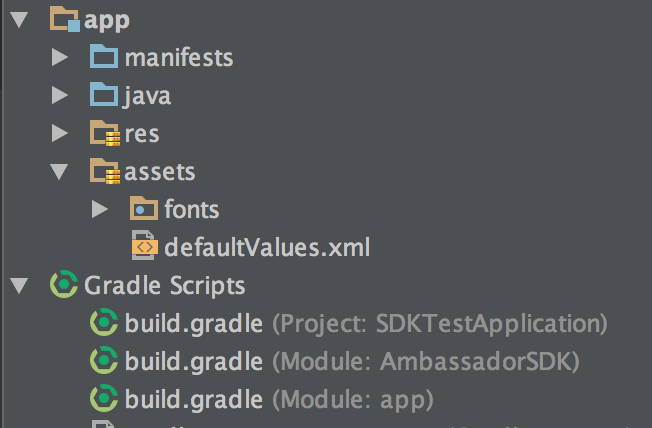 app
manifests
java
res
assets
fonts
defaultValues.xml
Gradle Scripts
build.gradle (Project: SDKTestApplication)
build.gradle (Module: AmbassadorSDK)
build.gradle (Module: app)